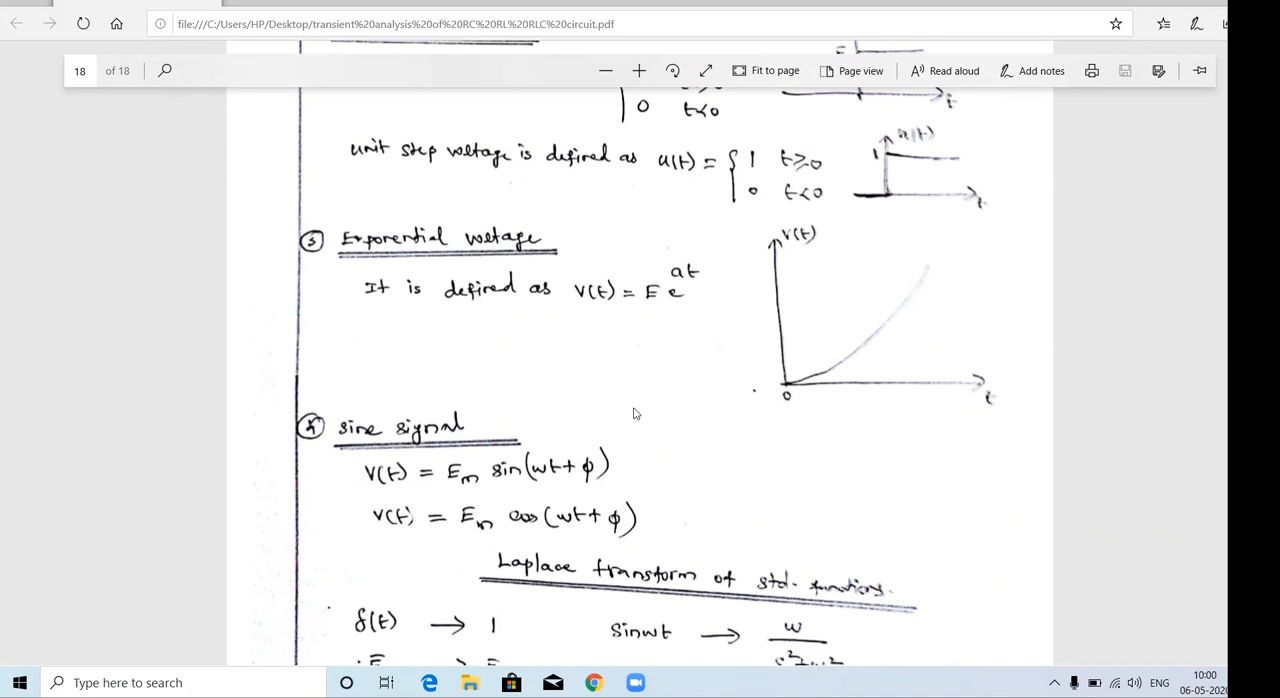 file:///C:/Users/HP/Desktop/transient%20analysis%20of%20RC%20RL%20RLC%20circuit.pdf
18 of 18 Fit to page Page view Read aloud Add notes
=
0 t<0
t
unit step voltage is defined as u(t) = { 1 t≥0
0 t<0
u(t)
1
t
③ Exponential voltage
It is defined as V(t) = E e^at
V(t)
0
t
sine signal
V(t) = Em sin(wt + φ)
V(t) = Em cos(wt + φ)
Laplace transform of std. functions.
δ(t) → 1 sinwt → w
s²+w²
Type here to search
ENG
10:00
06-05-2020